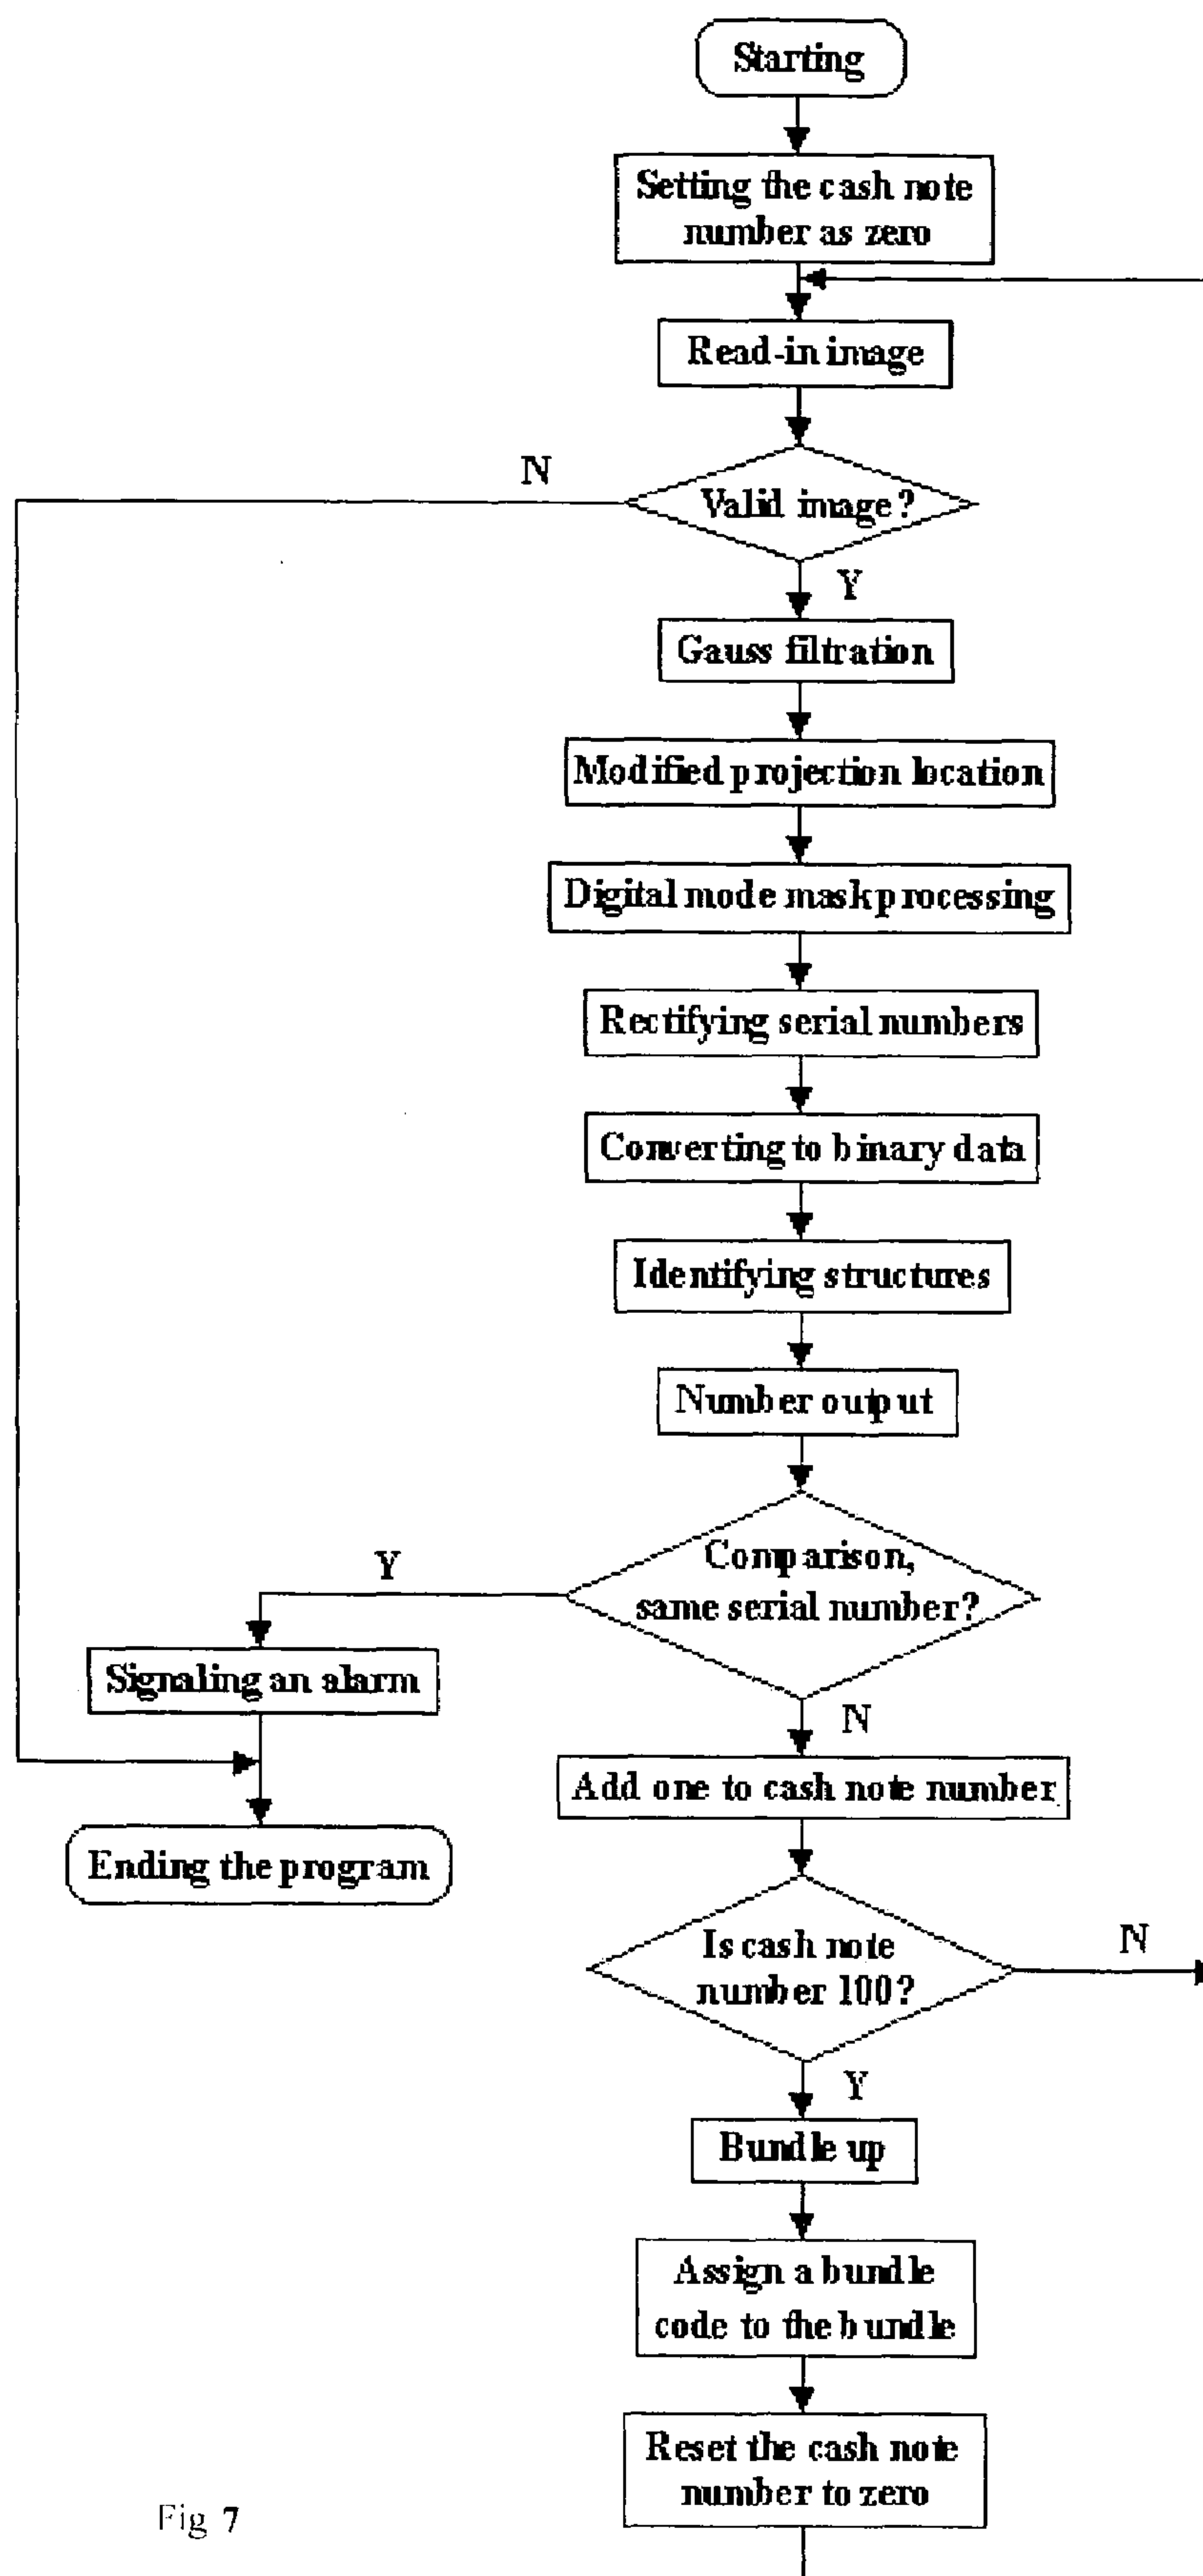 Starting
Setting the cash note
number as zero
Read-in image
N
Valid image?
Y
Gauss filtration
Modified projection location
Digital mode mask processing
Rectifying serial numbers
Converting to binary data
Identifying structures
Number output
Comparison,
same serial number?
Y
Signaling an alarm
N
Add one to cash note number
Ending the program
Is cash note
number 100?
N
Y
Bundle up
Assign a bundle
code to the bundle
Reset the cash note
number to zero
Fig 7